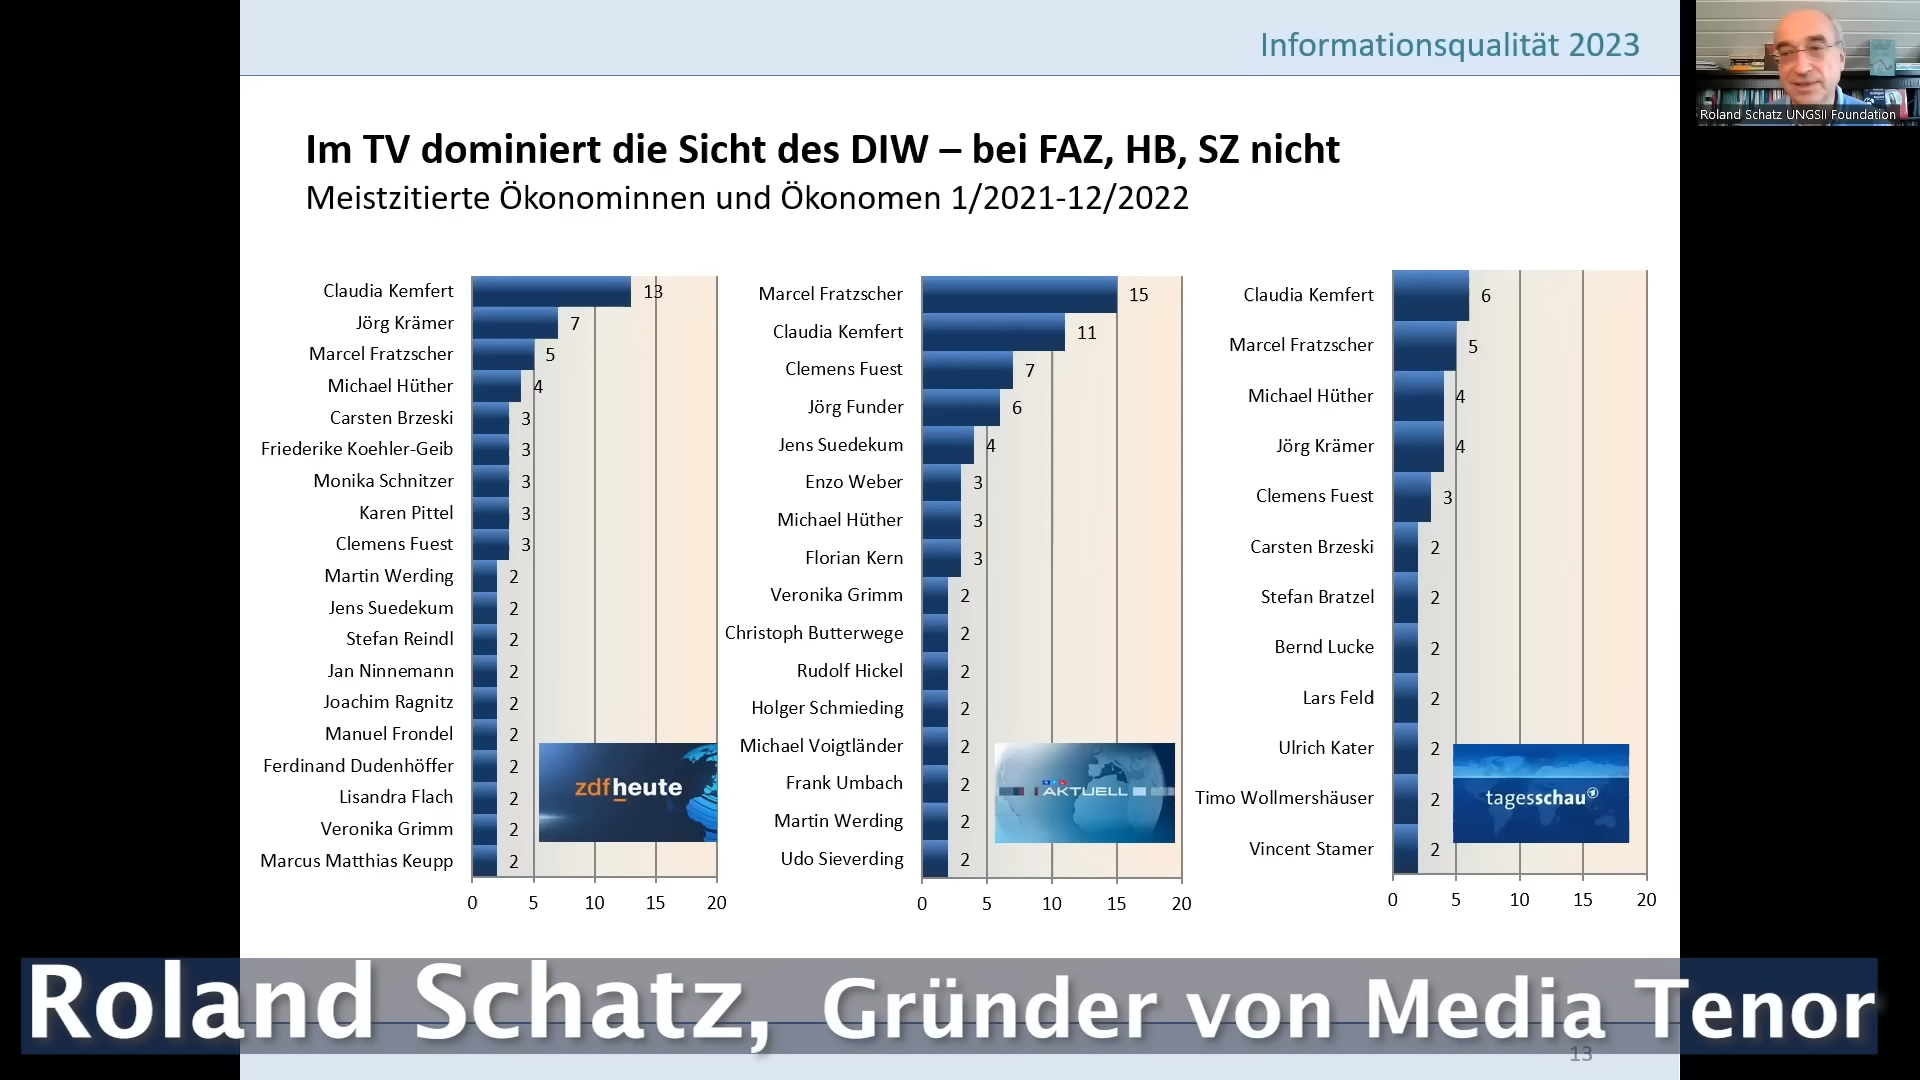 Informationsqualität 2023
Roland Schatz UNGSII Foundation
Im TV dominiert die Sicht des DIW – bei FAZ, HB, SZ nicht
Meistzitierte Ökonominnen und Ökonomen 1/2021-12/2022
Claudia Kemfert 13
Jörg Krämer 7
Marcel Fratzscher 5
Michael Hüther 4
Carsten Brzeski 3
Friederike Koehler-Geib 3
Monika Schnitzer 3
Karen Pittel 3
Clemens Fuest 3
Martin Werding 2
Jens Suedekum 2
Stefan Reindl 2
Jan Ninnemann 2
Joachim Ragnitz 2
Manuel Frondel 2
Ferdinand Dudenhöffer 2
Lisandra Flach 2
Veronika Grimm 2
Marcus Matthias Keupp 2
0 5 10 15 20
zdfheute
Marcel Fratzscher 15
Claudia Kemfert 11
Clemens Fuest 7
Jörg Funder 6
Jens Suedekum 4
Enzo Weber 3
Michael Hüther 3
Florian Kern 3
Veronika Grimm 2
Christoph Butterwege 2
Rudolf Hickel 2
Holger Schmieding 2
Michael Voigtländer 2
Frank Umbach 2
Martin Werding 2
Udo Sieverding 2
0 5 10 15 20
RTL
AKTUELL
Claudia Kemfert 6
Marcel Fratzscher 5
Michael Hüther 4
Jörg Krämer 4
Clemens Fuest 3
Carsten Brzeski 2
Stefan Bratzel 2
Bernd Lucke 2
Lars Feld 2
Ulrich Kater 2
Timo Wollmershäuser 2
Vincent Stamer 2
0 5 10 15 20
tagesschau
Roland Schatz, Gründer von Media Tenor
13